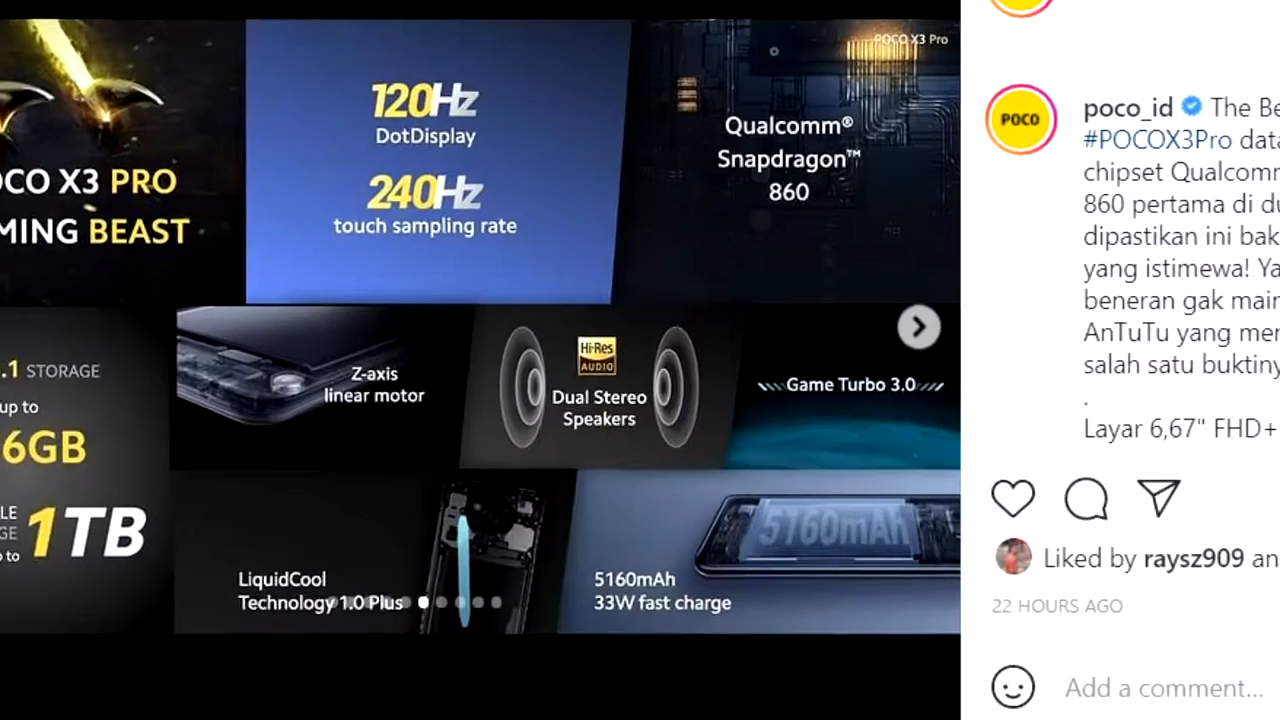 OCO X3 PRO
MING BEAST
120Hz
DotDisplay
240Hz
touch sampling rate
POCO X3 Pro
Qualcomm®
Snapdragon™
860
.1 STORAGE
up to
6GB
LE
GE
o to
1TB
Z-axis
linear motor
Hi-Res
AUDIO
Dual Stereo
Speakers
Game Turbo 3.0
LiquidCool
Technology 1.0 Plus
5160mAh
33W fast charge
5160mAh
POCO
poco_id The Be
#POCOX3Pro data
chipset Qualcomm
860 pertama di du
dipastikan ini bak
yang istimewa! Ya
beneran gak main
AnTuTu yang mer
salah satu buktiny
.
Layar 6,67" FHD+
Liked by raysz909 an
22 HOURS AGO
Add a comment...